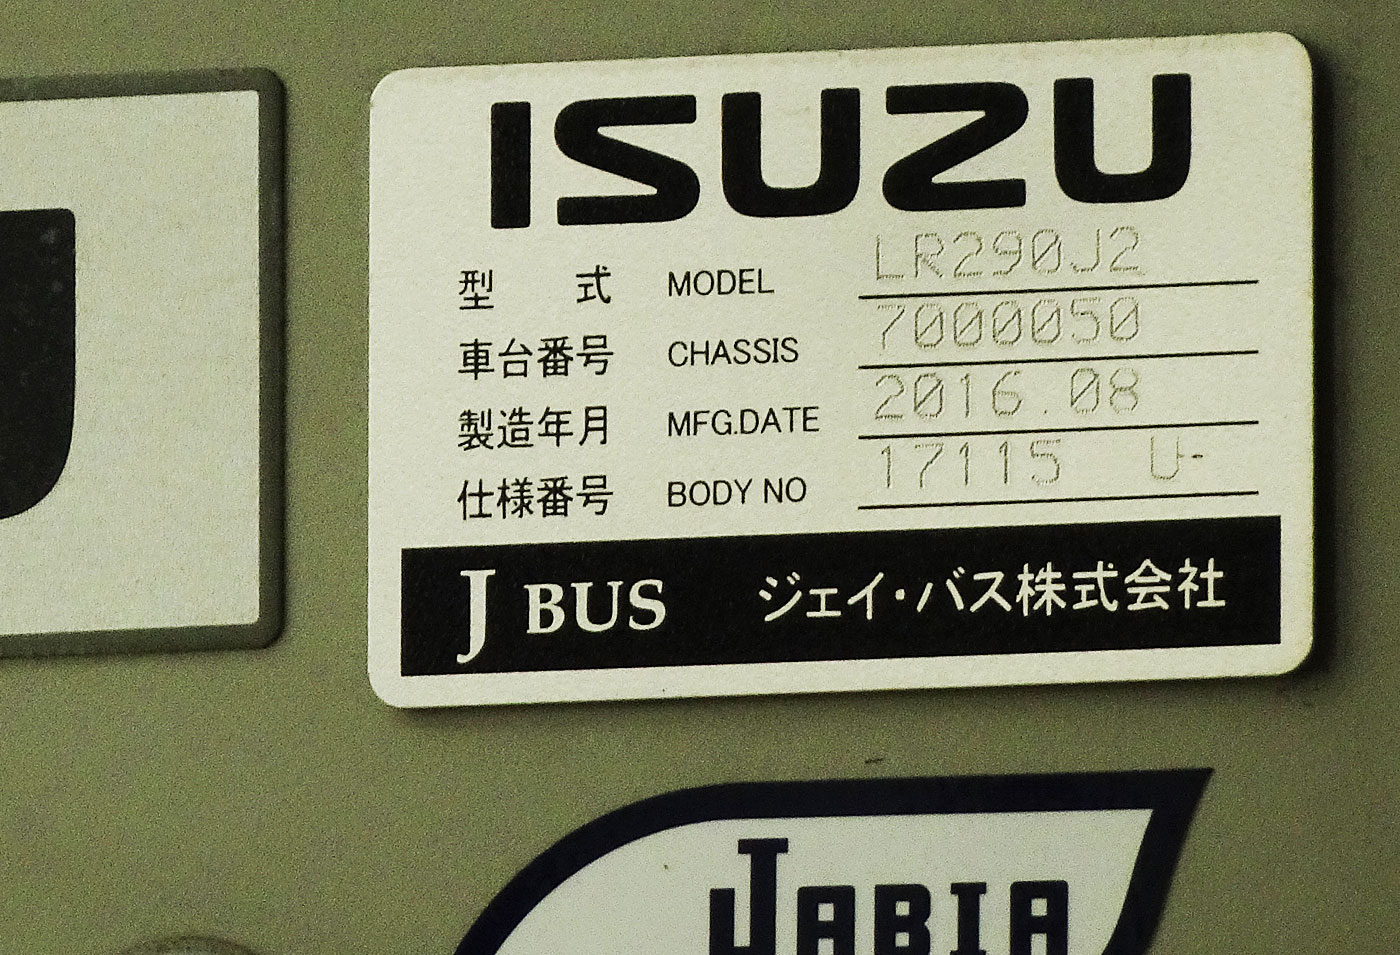 ISUZU
型 式 MODEL LR290J2
車台番号 CHASSIS 7000050
製造年月 MFG.DATE 2016.08
仕様番号 BODY NO 17115 U-
J BUS ジェイ・バス株式会社
JABIA